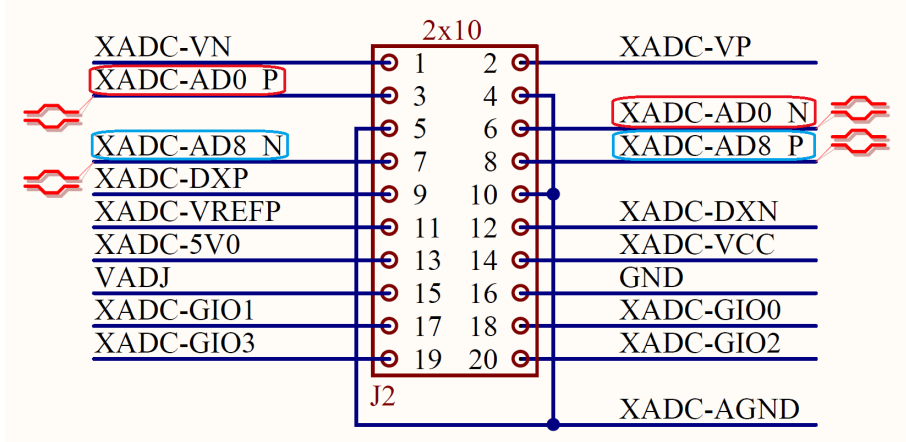 2x10
XADC-VN 1 2 XADC-VP
XADC-AD0_P 3 4
5 6 XADC-AD0_N
XADC-AD8_N 7 8 XADC-AD8_P
XADC-DXP 9 10
XADC-VREFP 11 12 XADC-DXN
XADC-5V0 13 14 XADC-VCC
VADJ 15 16 GND
XADC-GIO1 17 18 XADC-GIO0
XADC-GIO3 19 20 XADC-GIO2
J2
XADC-AGND